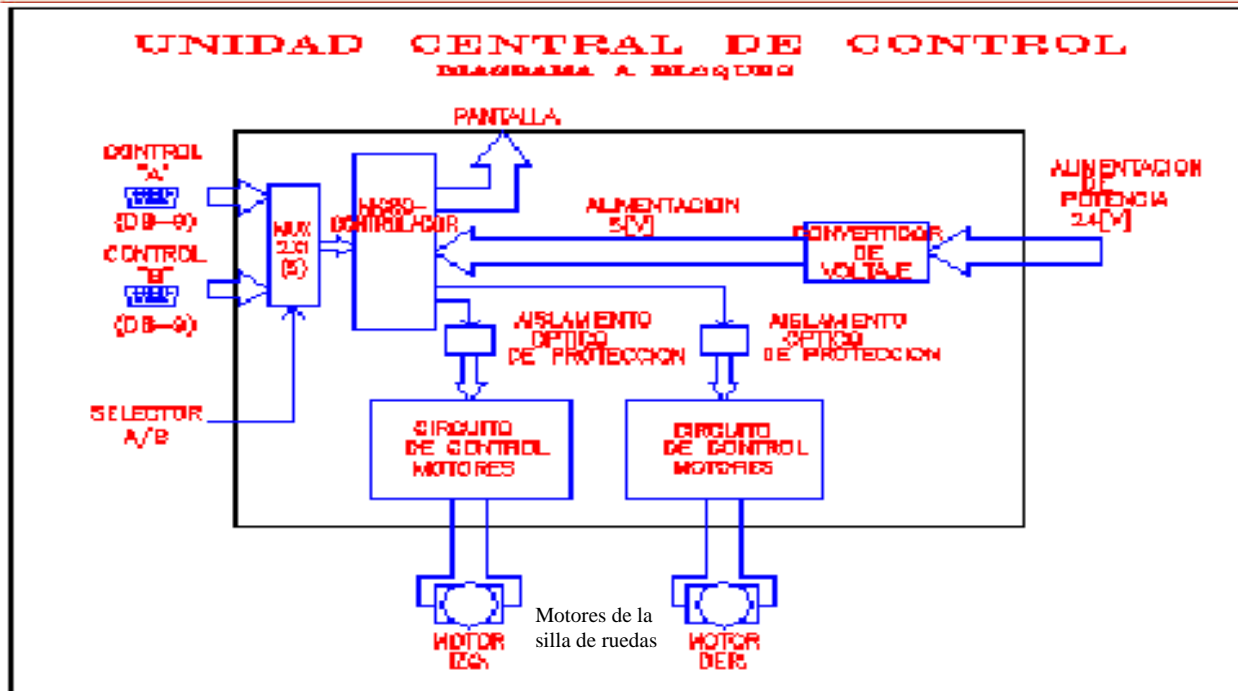 UNIDAD CENTRAL DE CONTROL
DIAGRAMA A BLOQUES
PANTALLA
CONTROL
"A"
(DB-9)
CONTROL
"B"
(DB-9)
SELECTOR
A/B
MUX
2x1
MICRO-
CONTROLADOR
ALIMENTACION
5[V]
CONVERTIDOR
DE
VOLTAJE
ALIMENTACION
DE
POTENCIA
24[V]
AISLAMIENTO
OPTICO
DE PROTECCION
AISLAMIENTO
OPTICO
DE PROTECCION
CIRCUITO
DE CONTROL
MOTORES
CIRCUITO
DE CONTROL
MOTORES
MOTOR
IZQ.
Motores de la
silla de ruedas
MOTOR
DER.